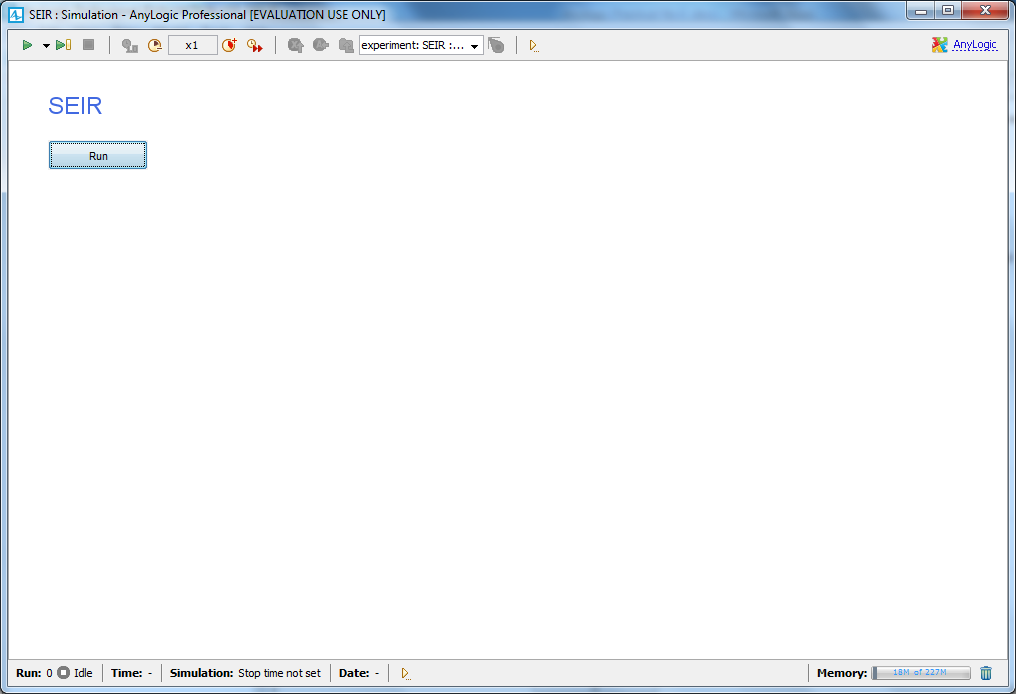 SEIR : Simulation - AnyLogic Professional [EVALUATION USE ONLY]
x1 experiment: SEIR :... AnyLogic
SEIR
Run
Run: 0 Idle Time: - Simulation: Stop time not set Date: - Memory: 18M of 227M